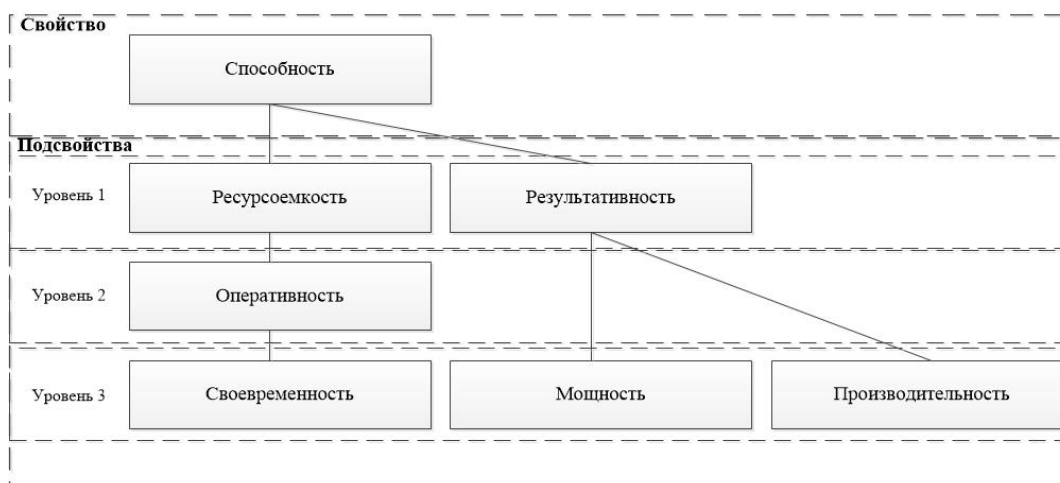 Свойство
Способность
Подсвойства
Уровень 1
Ресурсоемкость
Результативность
Уровень 2
Оперативность
Уровень 3
Своевременность
Мощность
Производительность